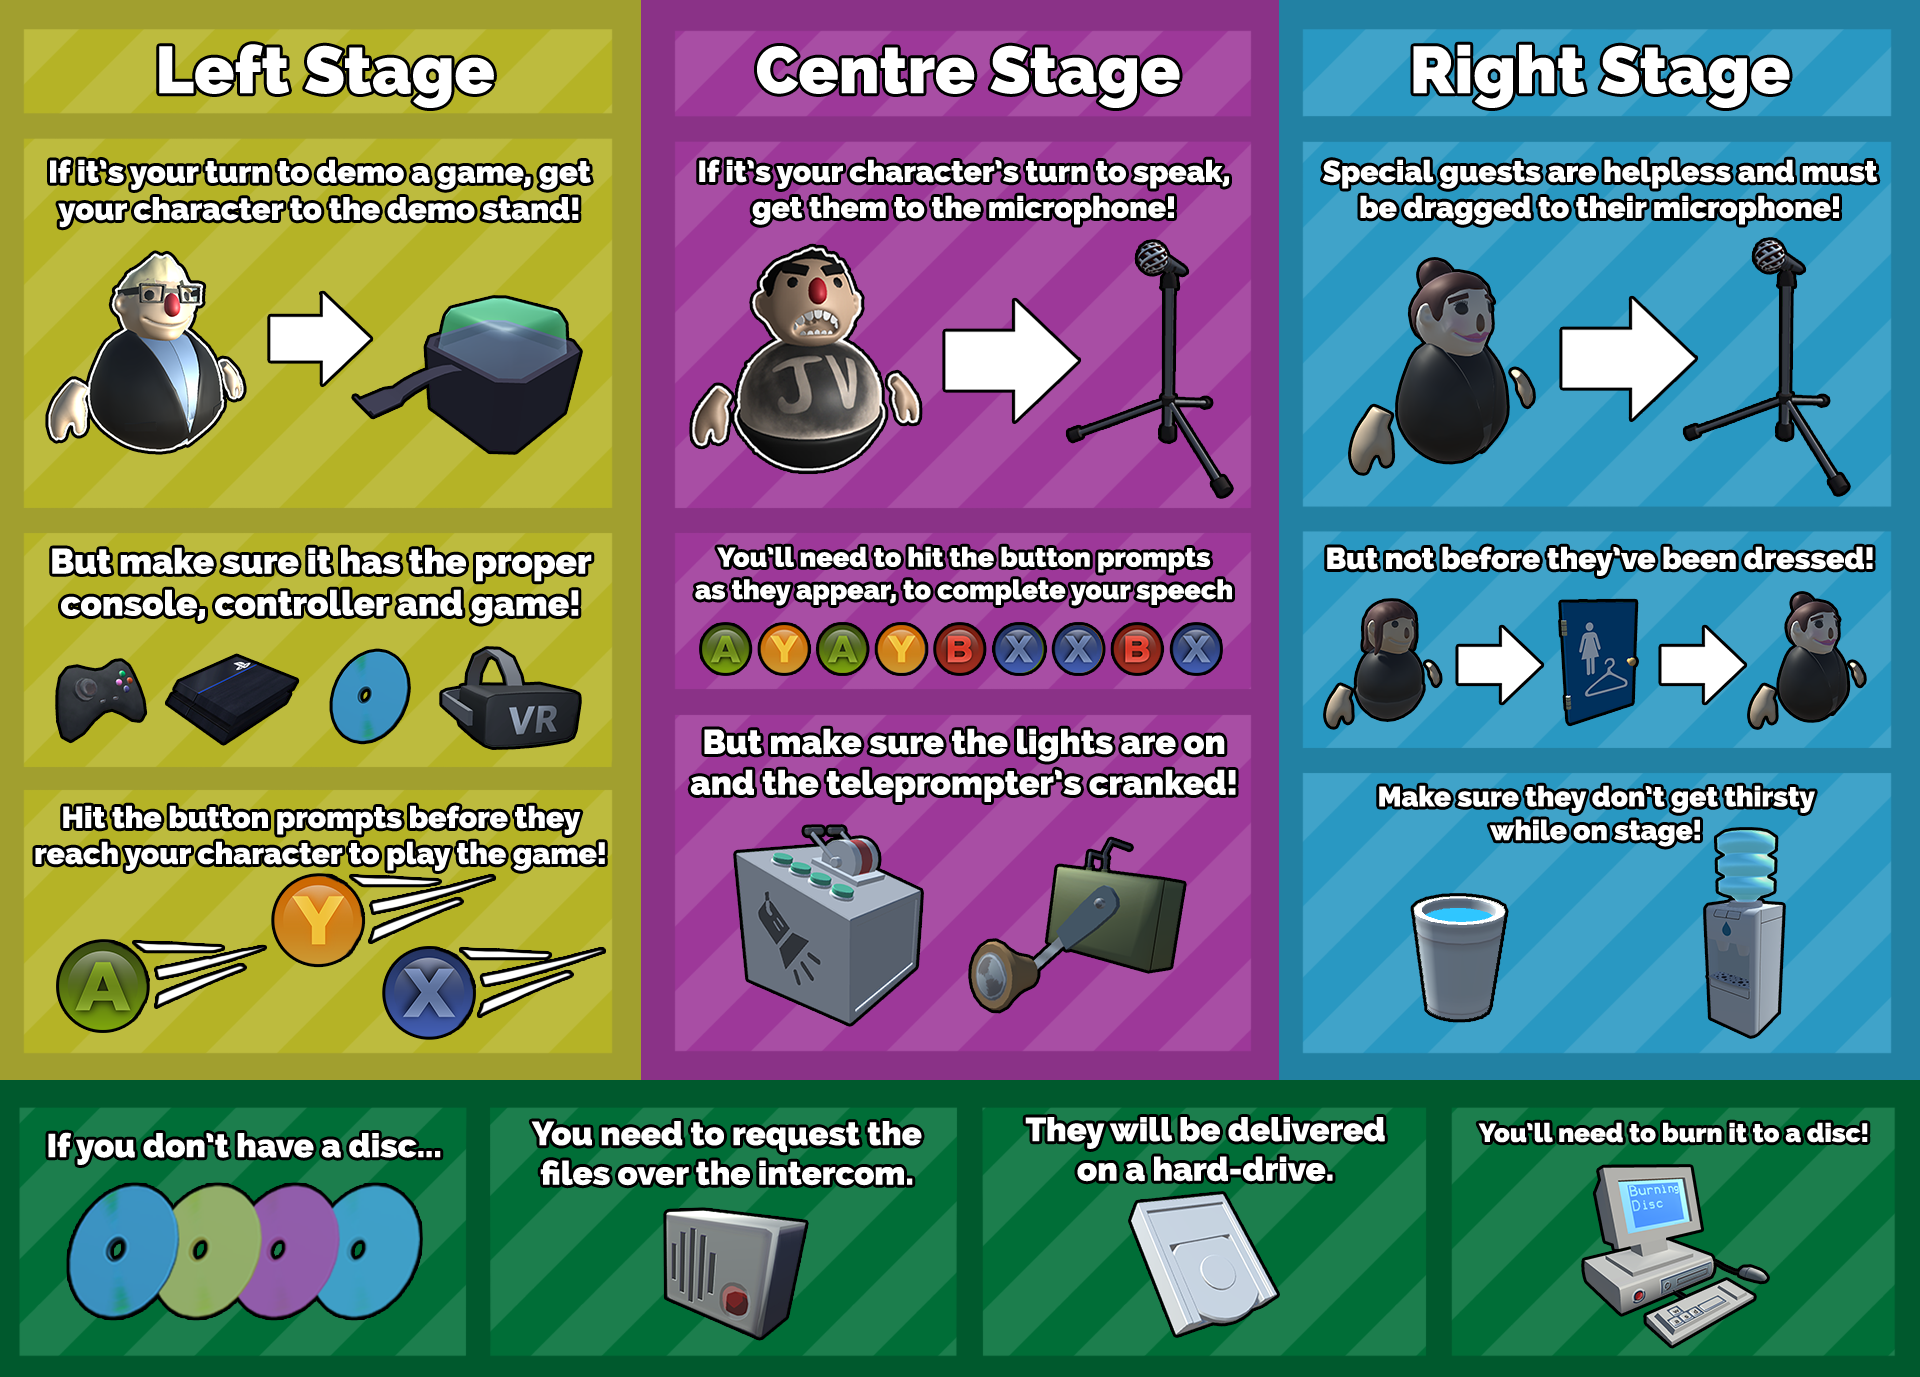 Left Stage
If it's your turn to demo a game, get
your character to the demo stand!
But make sure it has the proper
console, controller and game!
VR
Hit the button prompts before they
reach your character to play the game!
A
Y
X
Centre Stage
If it's your character's turn to speak,
get them to the microphone!
JV
You'll need to hit the button prompts
as they appear, to complete your speech
A Y A Y B X X B X
But make sure the lights are on
and the teleprompter's cranked!
Right Stage
Special guests are helpless and must
be dragged to their microphone!
But not before they've been dressed!
Make sure they don't get thirsty
while on stage!
If you don't have a disc...
You need to request the
files over the intercom.
They will be delivered
on a hard-drive.
You'll need to burn it to a disc!
Burning
Disc